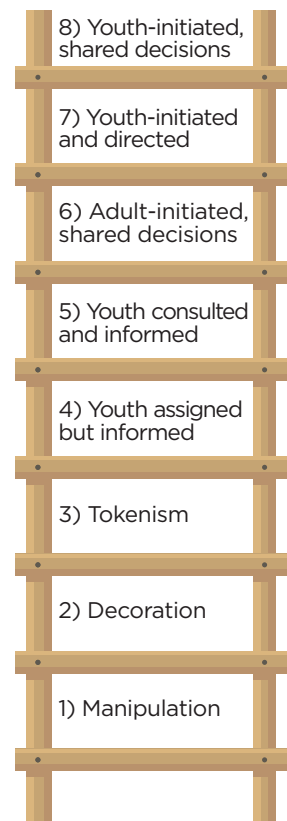 8) Youth-initiated,
shared decisions
7) Youth-initiated
and directed
6) Adult-initiated,
shared decisions
5) Youth consulted
and informed
4) Youth assigned
but informed
3) Tokenism
2) Decoration
1) Manipulation